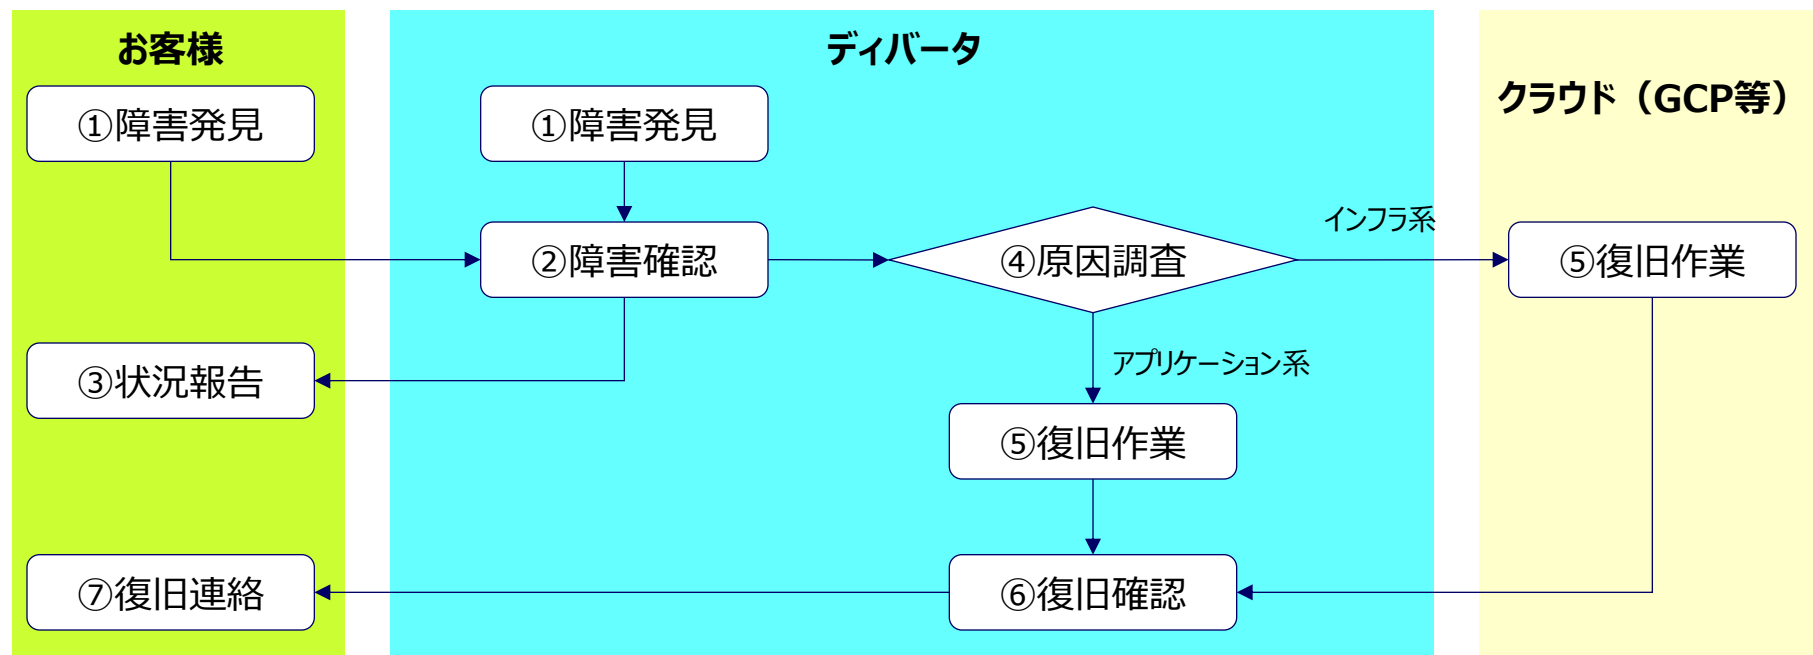 お客様
ディバータ
クラウド（GCP等）
①障害発見
①障害発見
②障害確認
④原因調査
インフラ系
⑤復旧作業
③状況報告
アプリケーション系
⑤復旧作業
⑦復旧連絡
⑥復旧確認